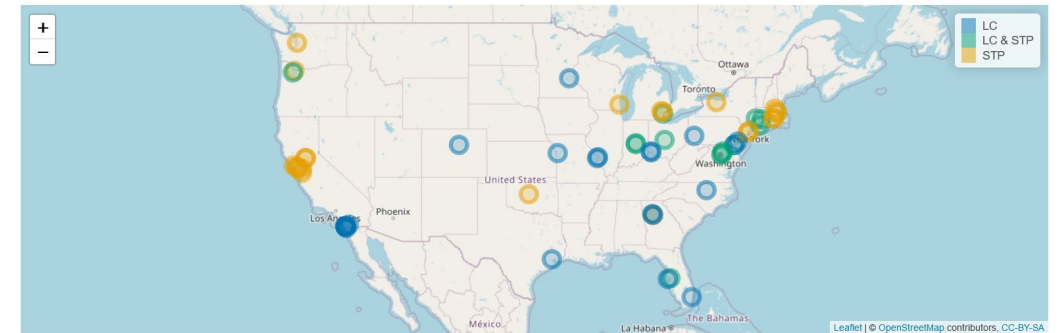 +
−
LC
LC & STP
STP
Ottawa
Toronto
New York
Washington
United States
Los Angeles
Phoenix
México
La Habana
The Bahamas
Leaflet | © OpenStreetMap contributors, CC-BY-SA